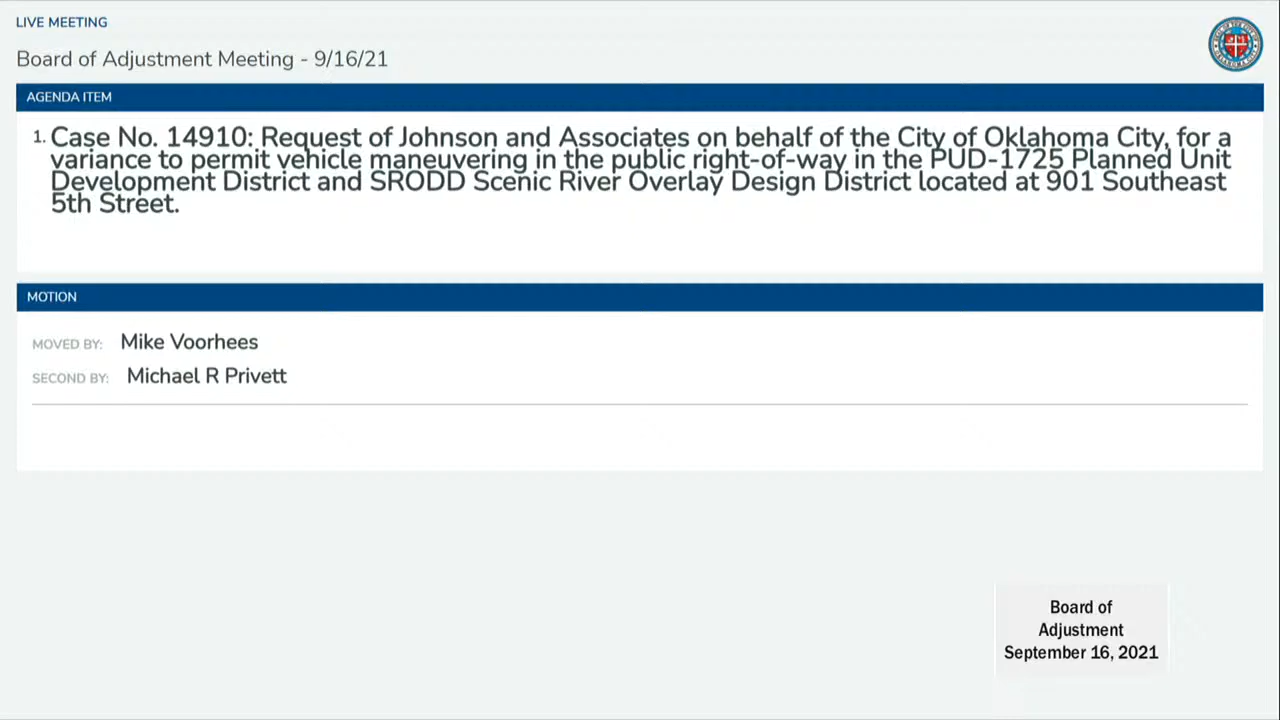 LIVE MEETING
Board of Adjustment Meeting - 9/16/21
AGENDA ITEM
1. Case No. 14910: Request of Johnson and Associates on behalf of the City of Oklahoma City, for a
variance to permit vehicle maneuvering in the public right-of-way in the PUD-1725 Planned Unit
Development District and SRODD Scenic River Overlay Design District located at 901 Southeast
5th Street.
MOTION
MOVED BY: Mike Voorhees
SECOND BY: Michael R Privett
Board of
Adjustment
September 16, 2021